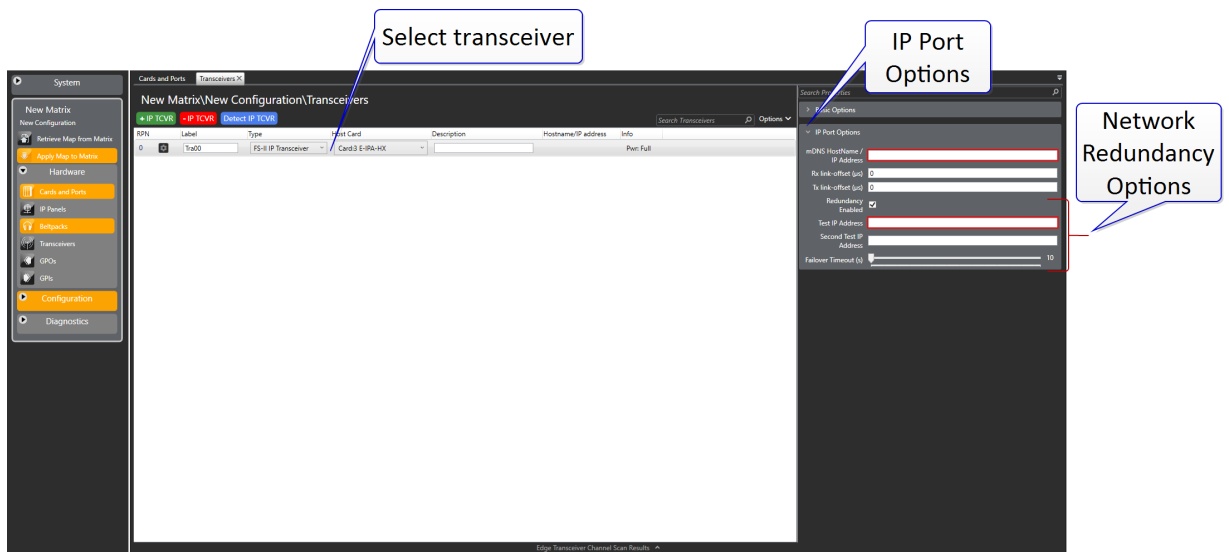 Select transceiver
IP Port
Options
Network
Redundancy
Options
System
New Matrix
New Configuration
Retrieve Map from Matrix
Apply Map to Matrix
Hardware
Cards and Ports
IP Panels
Beltpacks
Transceivers
GPOs
GPIs
Configuration
Diagnostics
Cards and Ports
Transceivers
New Matrix\New Configuration\Transceivers
+ IP TCVR - IP TCVR Detect IP TCVR
Search Transceivers Options
RPN Label Type Host Card Description Hostname/IP address Info
0 Tra00 FS-II IP Transceiver Card:3 E-IPA-HX Pwr: Full
Search Properties
Basic Options
IP Port Options
mDNS HostName /
IP Address
Rx link-offset (µs) 0
Tx link-offset (µs) 0
Redundancy
Enabled
Test IP Address
Second Test IP
Address
Failover Timeout (s) 10
Edge Transceiver Channel Scan Results